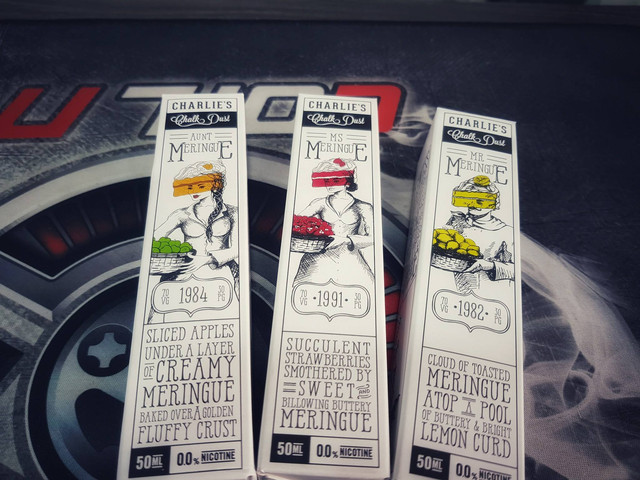 UTION
CHARLIE'S
Chalk Dust
AUNT
MERINGUE
70 VG 1984 30 PG
SLICED APPLES
UNDER A LAYER
OF CREAMY
MERINGUE
BAKED OVER A GOLDEN
FLUFFY CRUST
50ML 0.0% NICOTINE
CHARLIE'S
Chalk Dust
MS
MERINGUE
70 VG ·1991· 30 PG
SUCCULENT
STRAWBERRIES
SMOTHERED BY
SWEET AND
BILLOWING BUTTERY
MERINGUE
50ML 0.0% NICOTINE
CHARLIE'S
Chalk Dust
MR
MERINGUE
70 VG ·1982· 30 PG
CLOUD OF TOASTED
MERINGUE
ATOP A POOL
OF BUTTERY & BRIGHT
LEMON CURD
50ML 0.0% NICOTINE